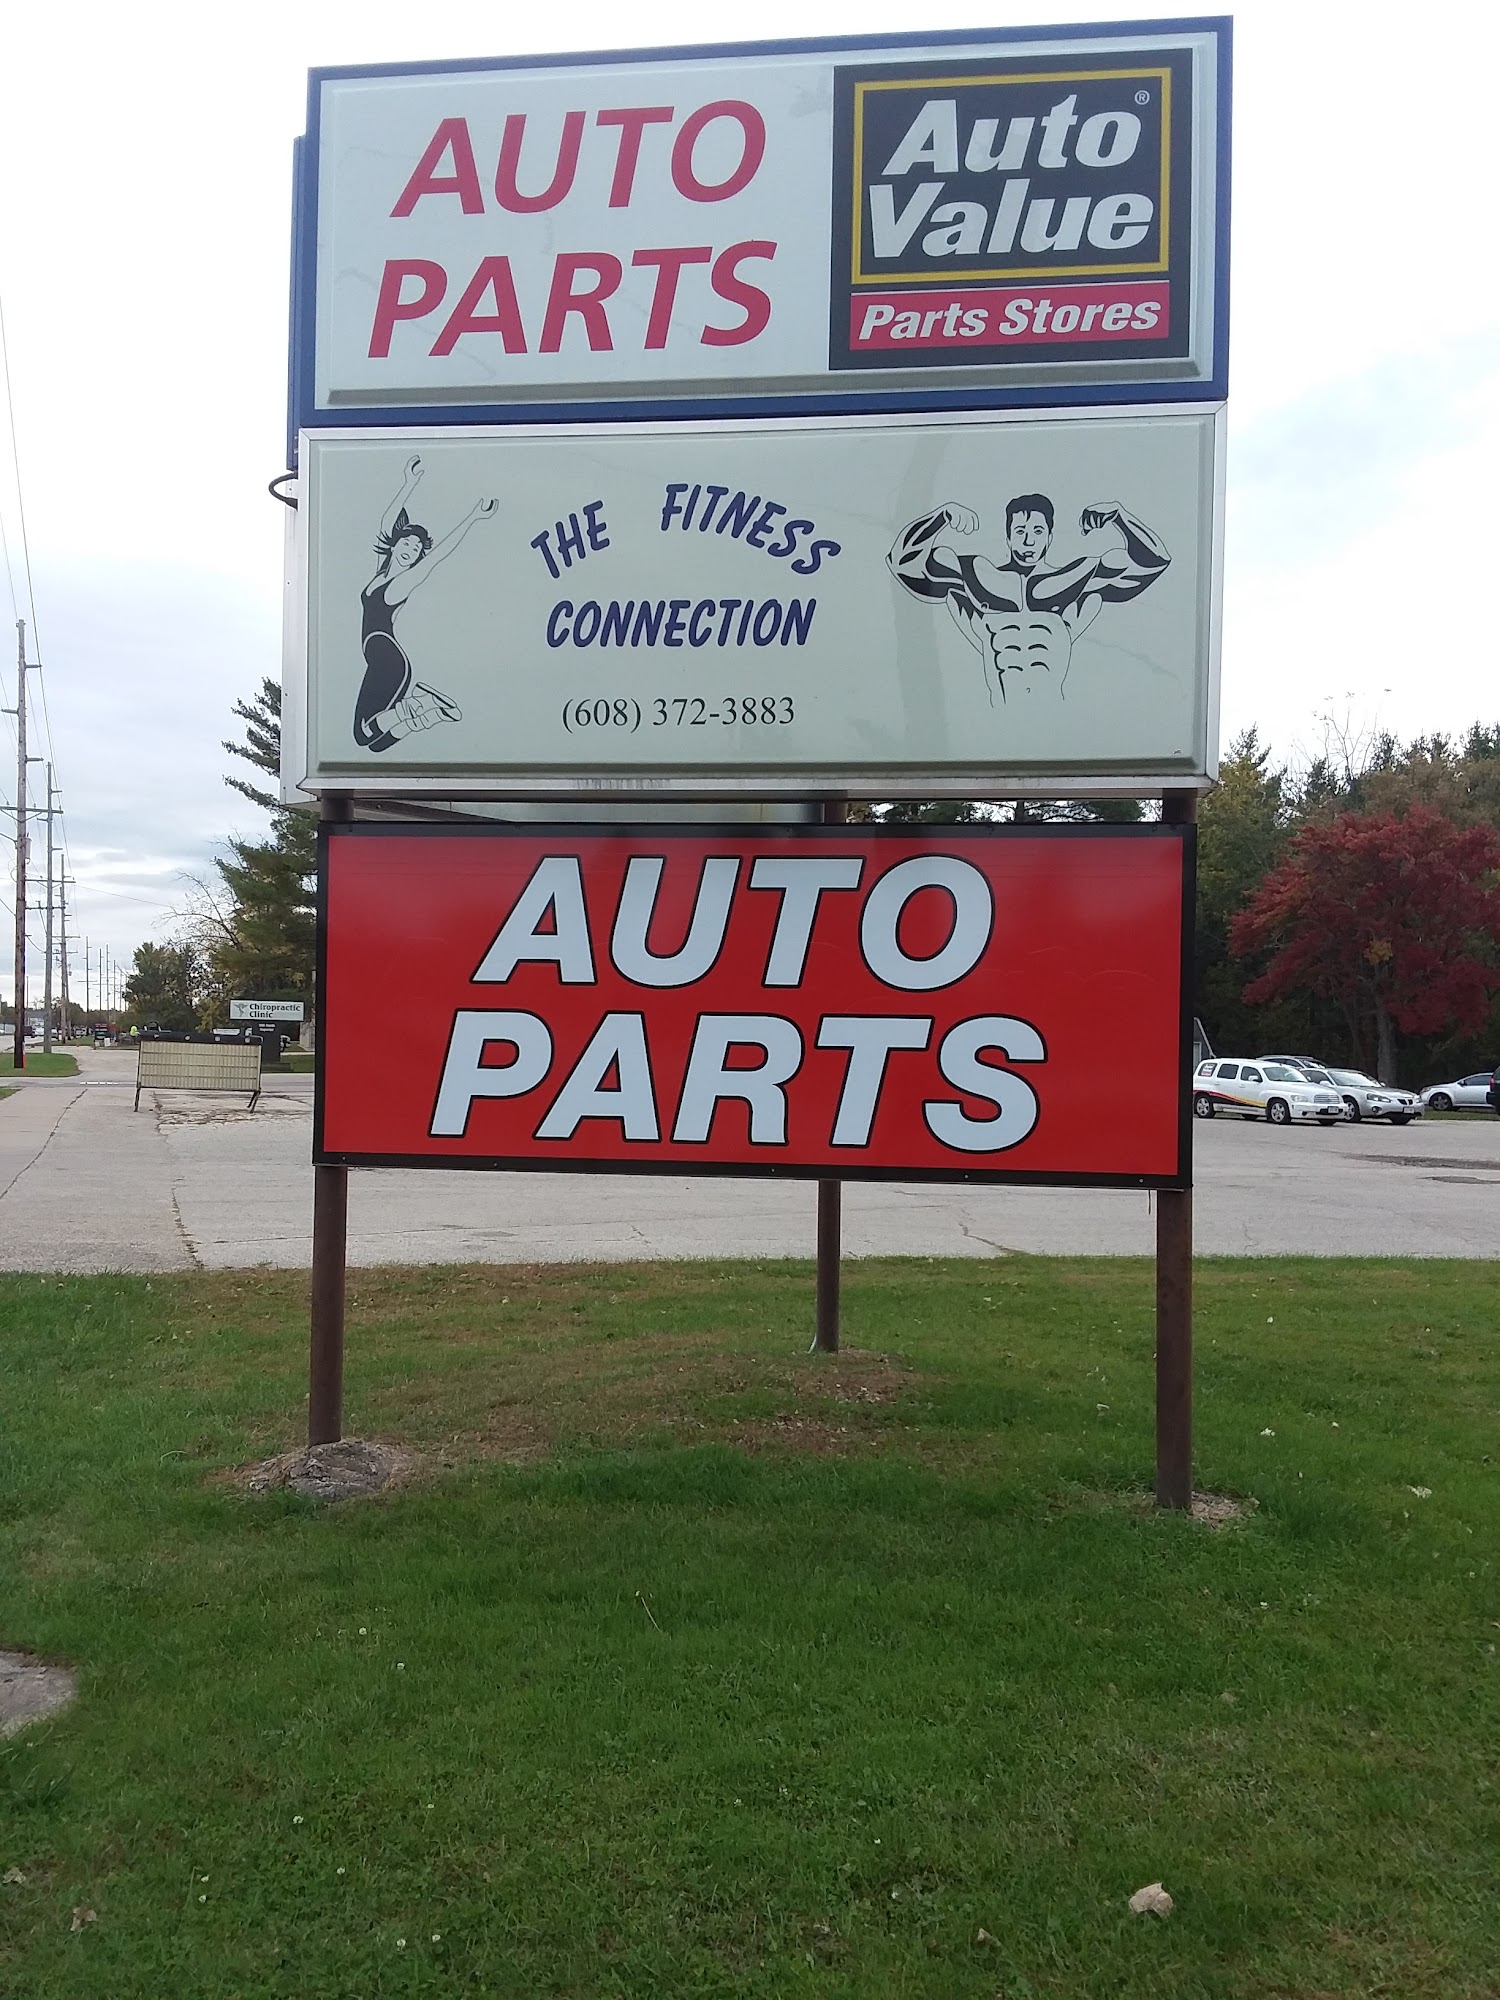 AUTO
PARTS
Auto®
Value
Parts Stores
THE FITNESS
CONNECTION
(608) 372-3883
AUTO
PARTS
Chiropractic
Clinic